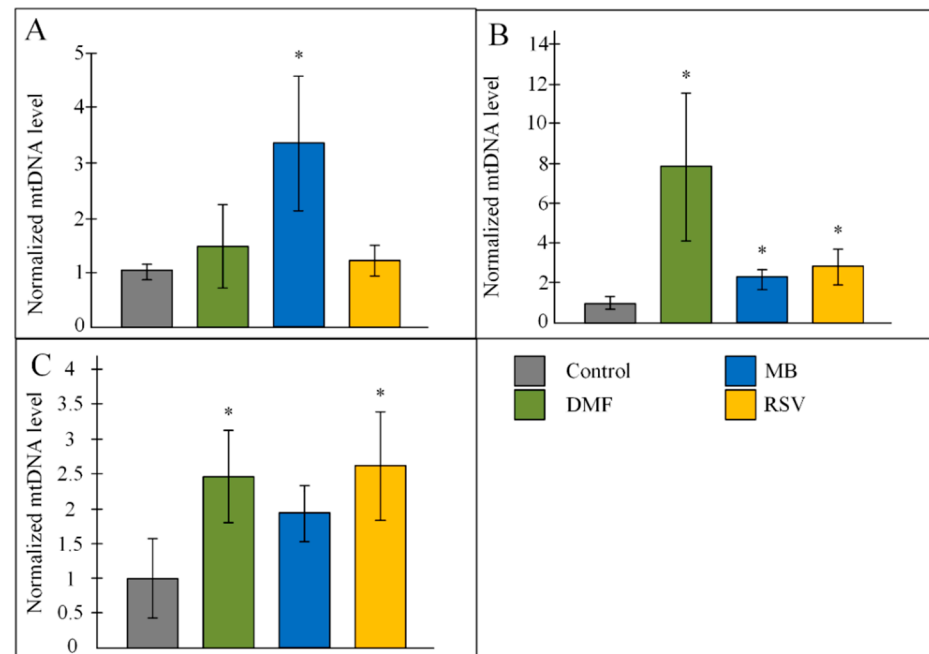 A
Normalized mtDNA level
5
4
3
2
1
0
*
B
Normalized mtDNA level
14
12
10
8
6
4
2
0
*
*
*
C
Normalized mtDNA level
4
3.5
3
2.5
2
1.5
1
0.5
0
*
*
Control
MB
DMF
RSV